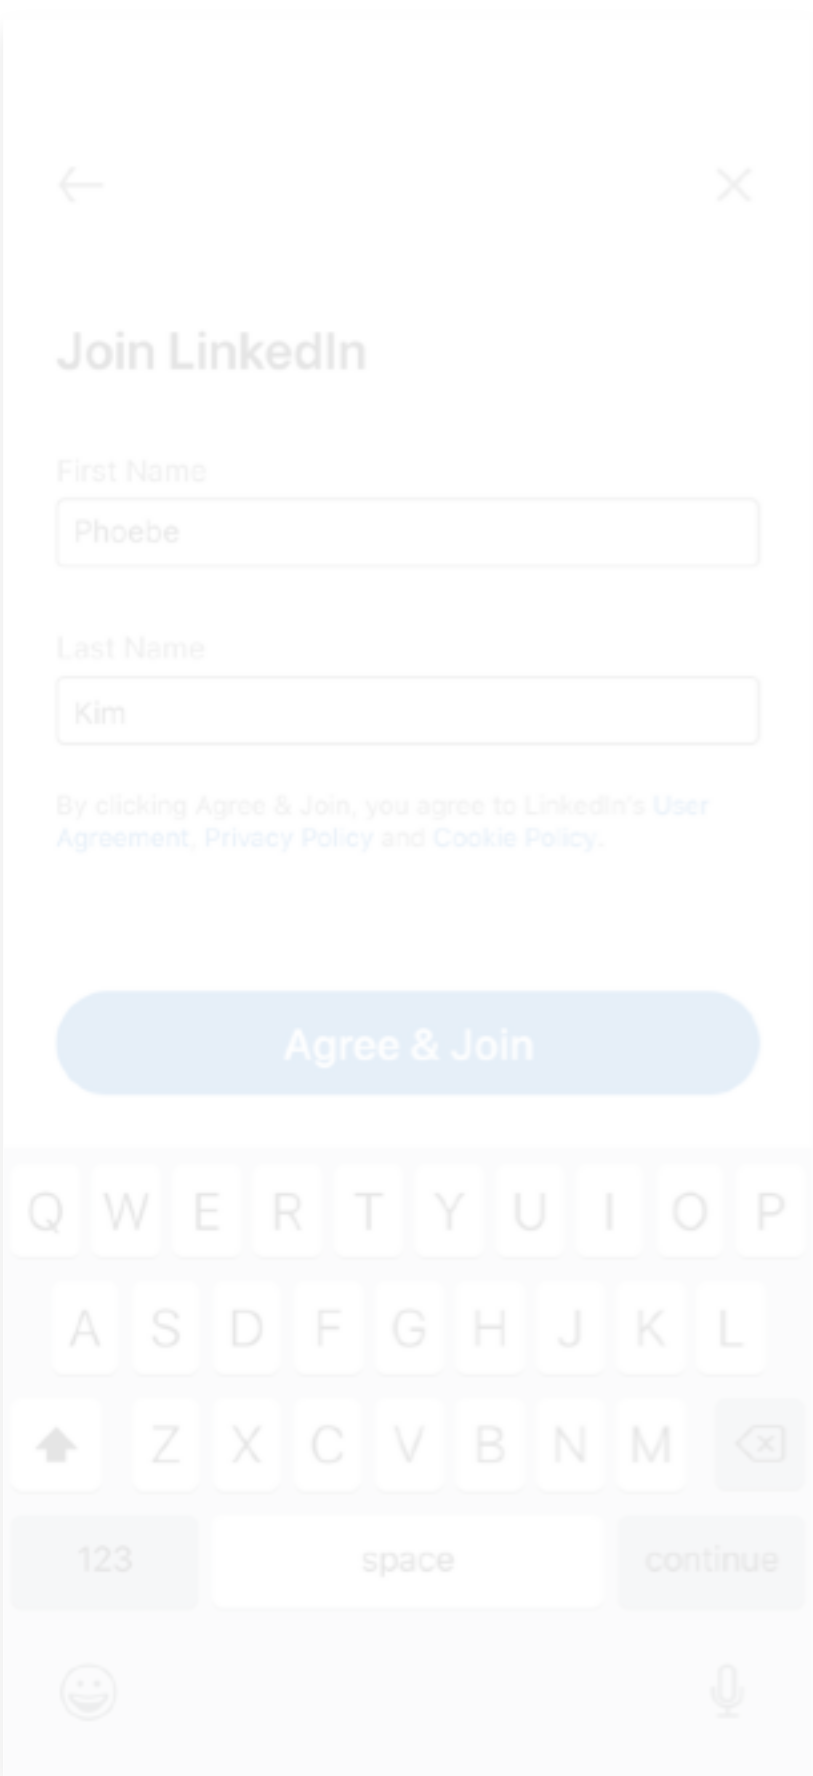 Join LinkedIn
First Name
Phoebe
Last Name
Kim
By clicking Agree & Join, you agree to LinkedIn's User
Agreement, Privacy Policy and Cookie Policy.
Agree & Join
Q W E R T Y U I O P
A S D F G H J K L
Z X C V B N M
123 space continue